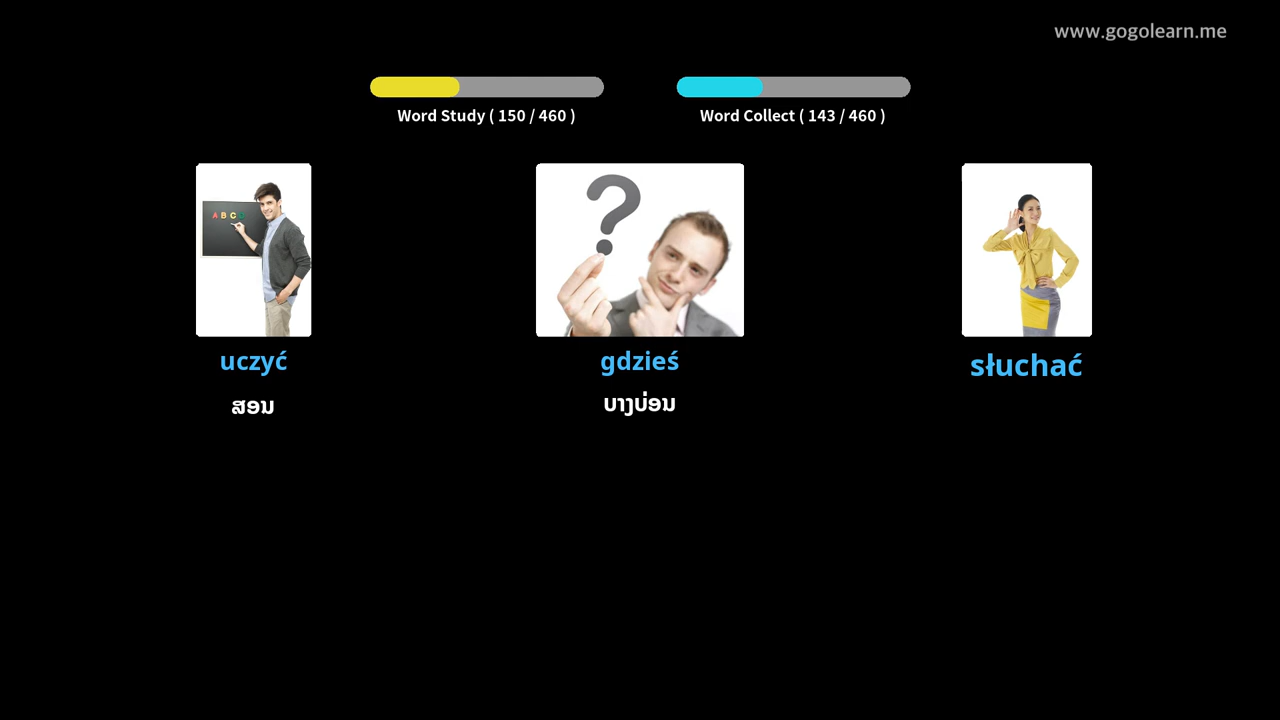 www.gogolearn.me
Word Study ( 150 / 460 )
Word Collect ( 143 / 460 )
A B C D
uczyć
ສອນ
gdzieś
ບາງບ່ອນ
słuchać